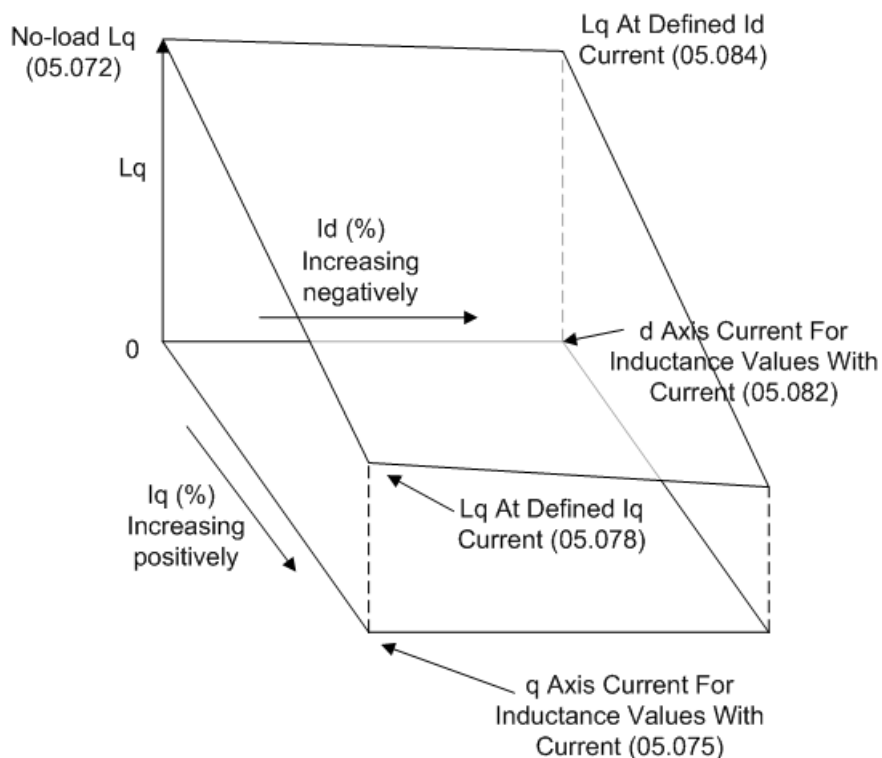 No-load Lq
(05.072)
Lq At Defined Id
Current (05.084)
Lq
Id (%)
Increasing
negatively
0
d Axis Current For
Inductance Values With
Current (05.082)
Iq (%)
Increasing
positively
Lq At Defined Iq
Current (05.078)
q Axis Current For
Inductance Values With
Current (05.075)